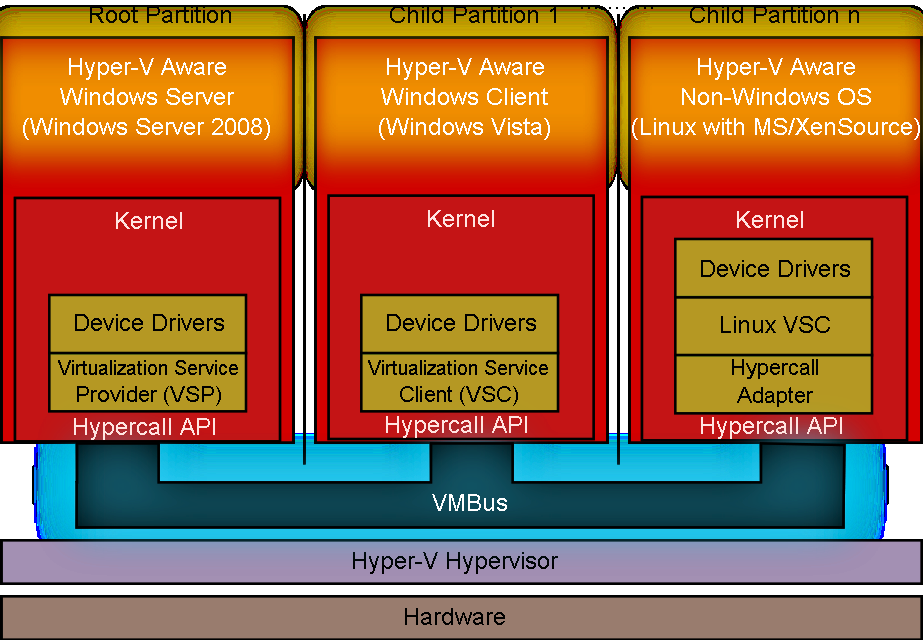 Root Partition
Child Partition 1
Child Partition n
Hyper-V Aware
Windows Server
(Windows Server 2008)
Hyper-V Aware
Windows Client
(Windows Vista)
Hyper-V Aware
Non-Windows OS
(Linux with MS/XenSource)
Kernel
Device Drivers
Virtualization Service
Provider (VSP)
Hypercall API
Kernel
Device Drivers
Virtualization Service
Client (VSC)
Hypercall API
Kernel
Device Drivers
Linux VSC
Hypercall
Adapter
Hypercall API
VMBus
Hyper-V Hypervisor
Hardware